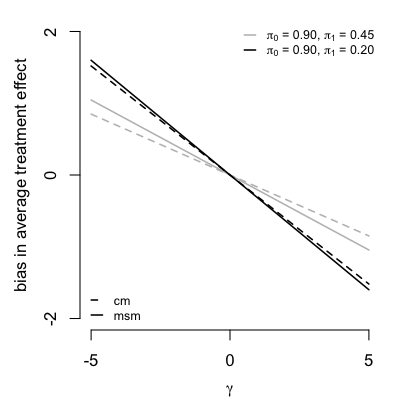 π0 = 0.90, π1 = 0.45
π0 = 0.90, π1 = 0.20
bias in average treatment effect
2
0
-2
cm
msm
-5 0 5
γ